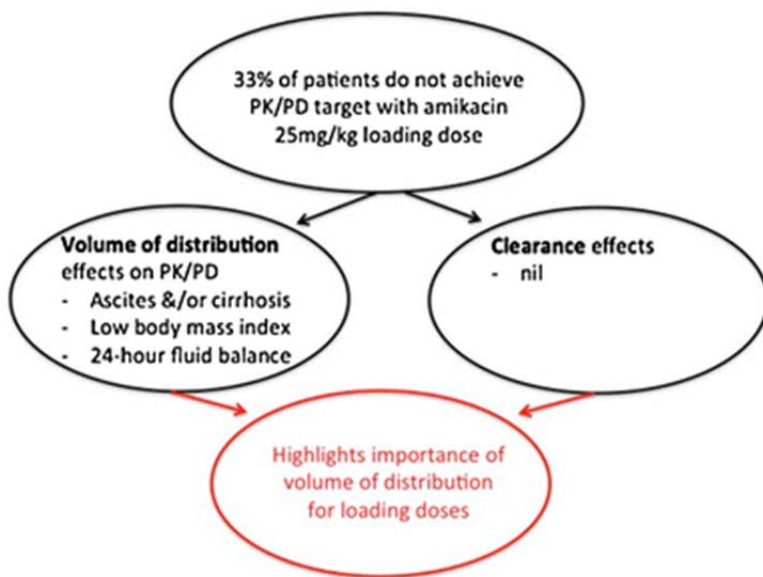 33% of patients do not achieve
PK/PD target with amikacin
25mg/kg loading dose
Volume of distribution
effects on PK/PD
- Ascites &/or cirrhosis
- Low body mass index
- 24-hour fluid balance
Clearance effects
- nil
Highlights importance of
volume of distribution
for loading doses